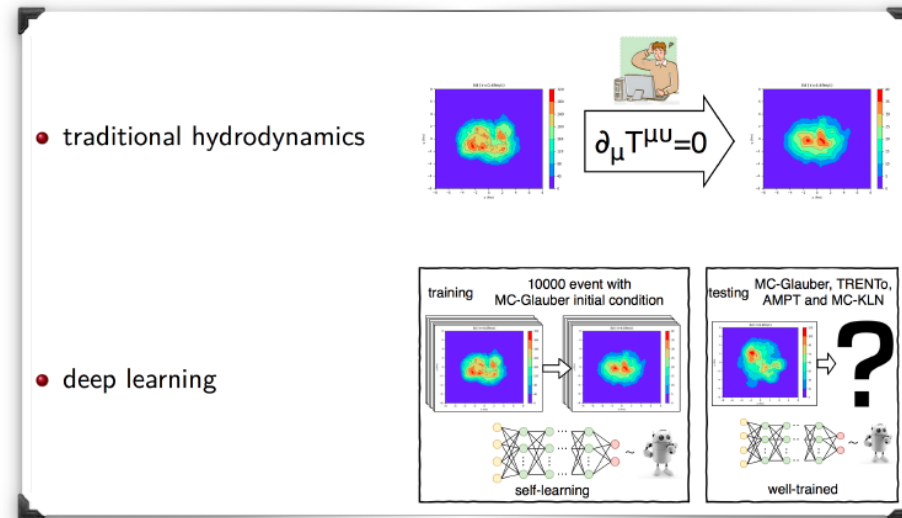 traditional hydrodynamics
∂μTμυ=0
training
10000 event with
MC-Glauber initial condition
self-learning
testing
MC-Glauber, TRENTo,
AMPT and MC-KLN
?
well-trained
deep learning